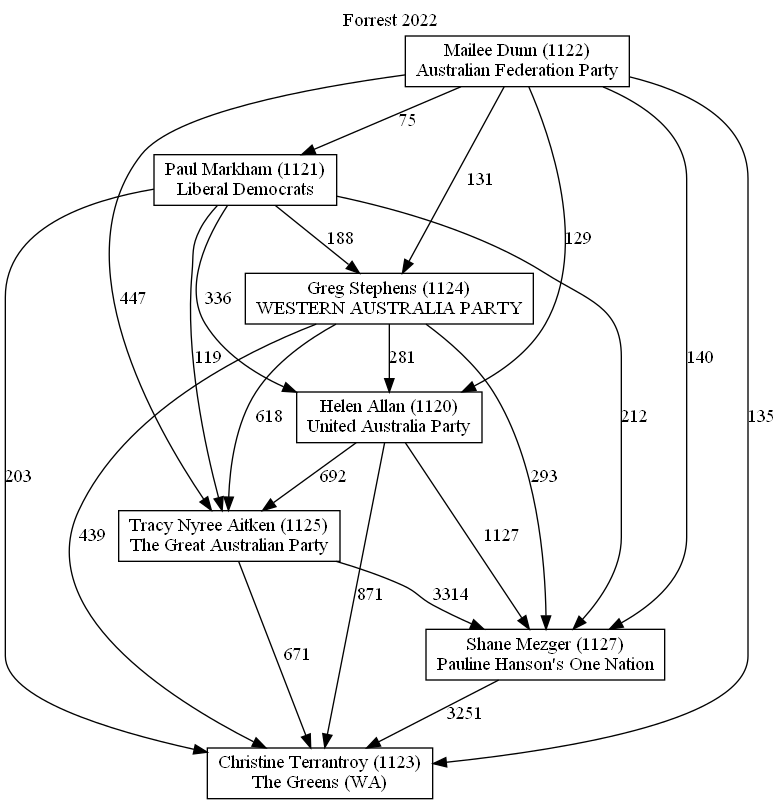 Forrest 2022
Mailee Dunn (1122)
Australian Federation Party
75
Paul Markham (1121)
Liberal Democrats
131
188
129
Greg Stephens (1124)
WESTERN AUSTRALIA PARTY
447
336
119
281
140
Helen Allan (1120)
United Australia Party
618
212
135
203
692
293
Tracy Nyree Aitken (1125)
The Great Australian Party
439
1127
871
3314
Shane Mezger (1127)
Pauline Hanson's One Nation
671
3251
Christine Terrantroy (1123)
The Greens (WA)